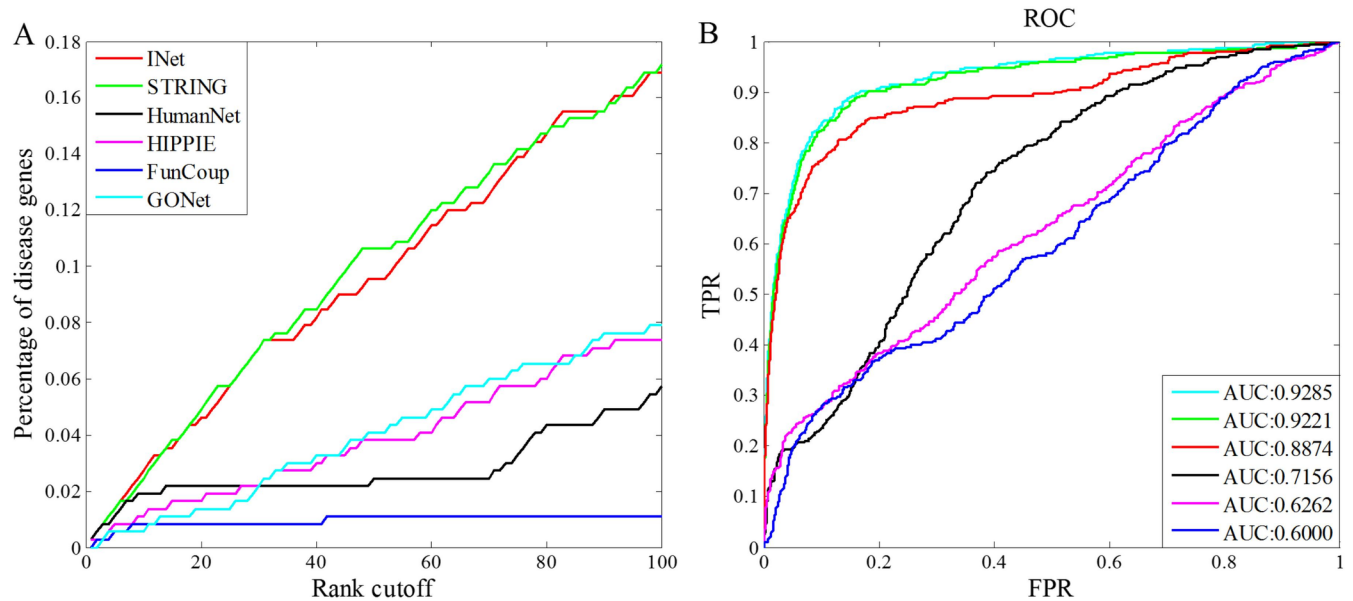 A
Percentage of disease genes
0.18
0.16
0.14
0.12
0.1
0.08
0.06
0.04
0.02
0
INet
STRING
HumanNet
HIPPIE
FunCoup
GONet
0 20 40 60 80 100
Rank cutoff
B
ROC
TPR
1
0.9
0.8
0.7
0.6
0.5
0.4
0.3
0.2
0.1
0
AUC:0.9285
AUC:0.9221
AUC:0.8874
AUC:0.7156
AUC:0.6262
AUC:0.6000
0 0.2 0.4 0.6 0.8 1
FPR